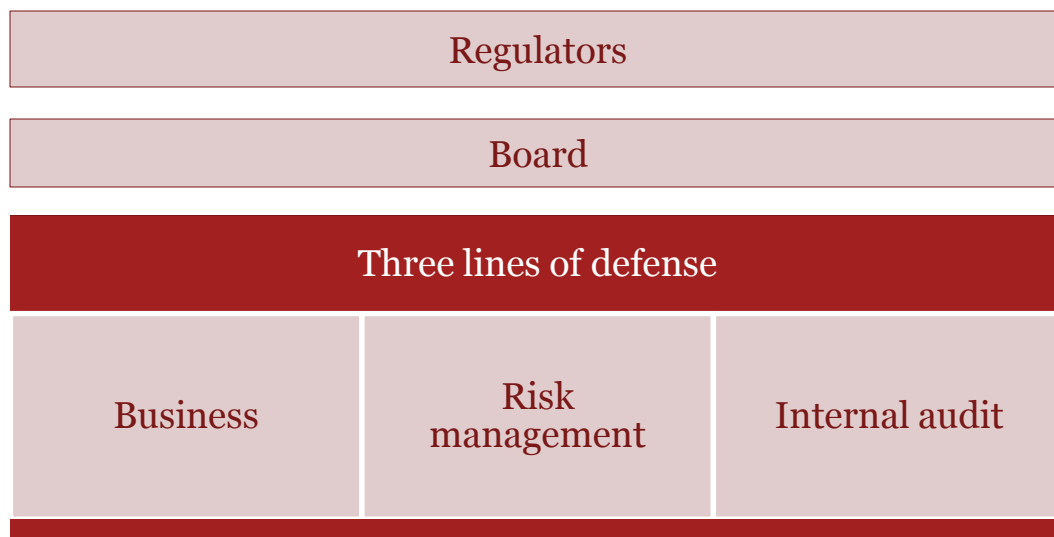 Regulators
Board
Three lines of defense
Business
Risk
management
Internal audit